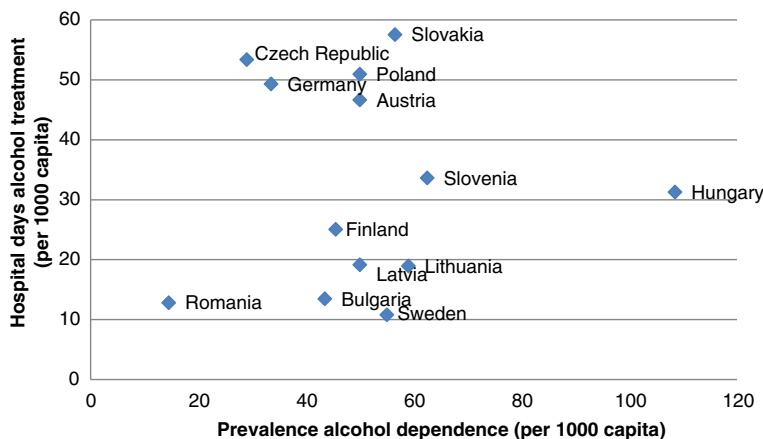 Hospital days alcohol treatment
(per 1000 capita)
60
50
40
30
20
10
0
Slovakia
Czech Republic
Poland
Germany
Austria
Slovenia
Hungary
Finland
Lithuania
Latvia
Romania
Bulgaria
Sweden
0 20 40 60 80 100 120
Prevalence alcohol dependence (per 1000 capita)